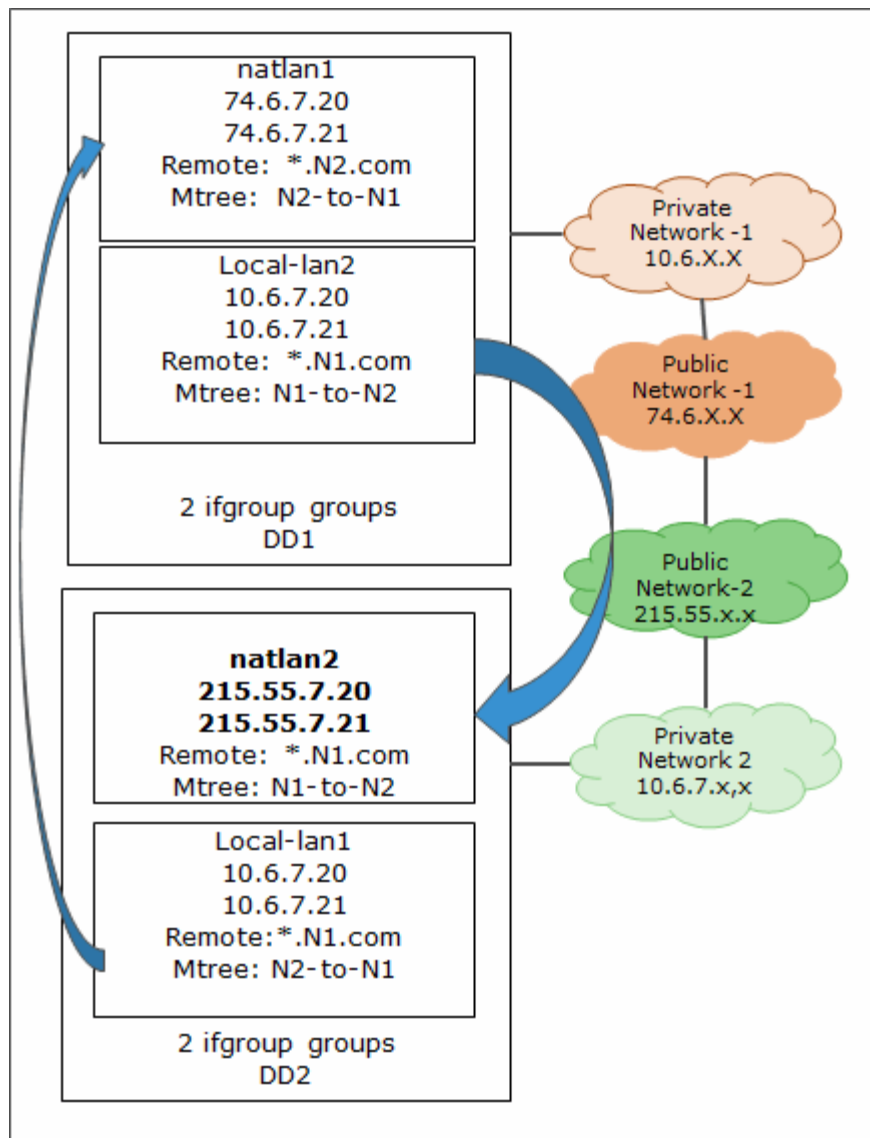 natlan1
74.6.7.20
74.6.7.21
Remote: *.N2.com
Mtree: N2-to-N1
Local-lan2
10.6.7.20
10.6.7.21
Remote: *.N1.com
Mtree: N1-to-N2
2 ifgroup groups
DD1
Private
Network -1
10.6.X.X
Public
Network -1
74.6.X.X
Public
Network-2
215.55.x.x
Private
Network 2
10.6.7.x,x
natlan2
215.55.7.20
215.55.7.21
Remote: *.N1.com
Mtree: N1-to-N2
Local-lan1
10.6.7.20
10.6.7.21
Remote:*.N1.com
Mtree: N2-to-N1
2 ifgroup groups
DD2